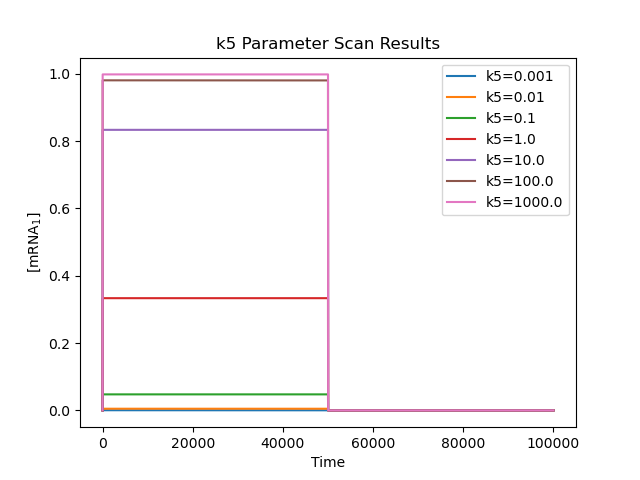 k5 Parameter Scan Results
[mRNA₁]
1.0
0.8
0.6
0.4
0.2
0.0
k5=0.001
k5=0.01
k5=0.1
k5=1.0
k5=10.0
k5=100.0
k5=1000.0
0 20000 40000 60000 80000 100000
Time